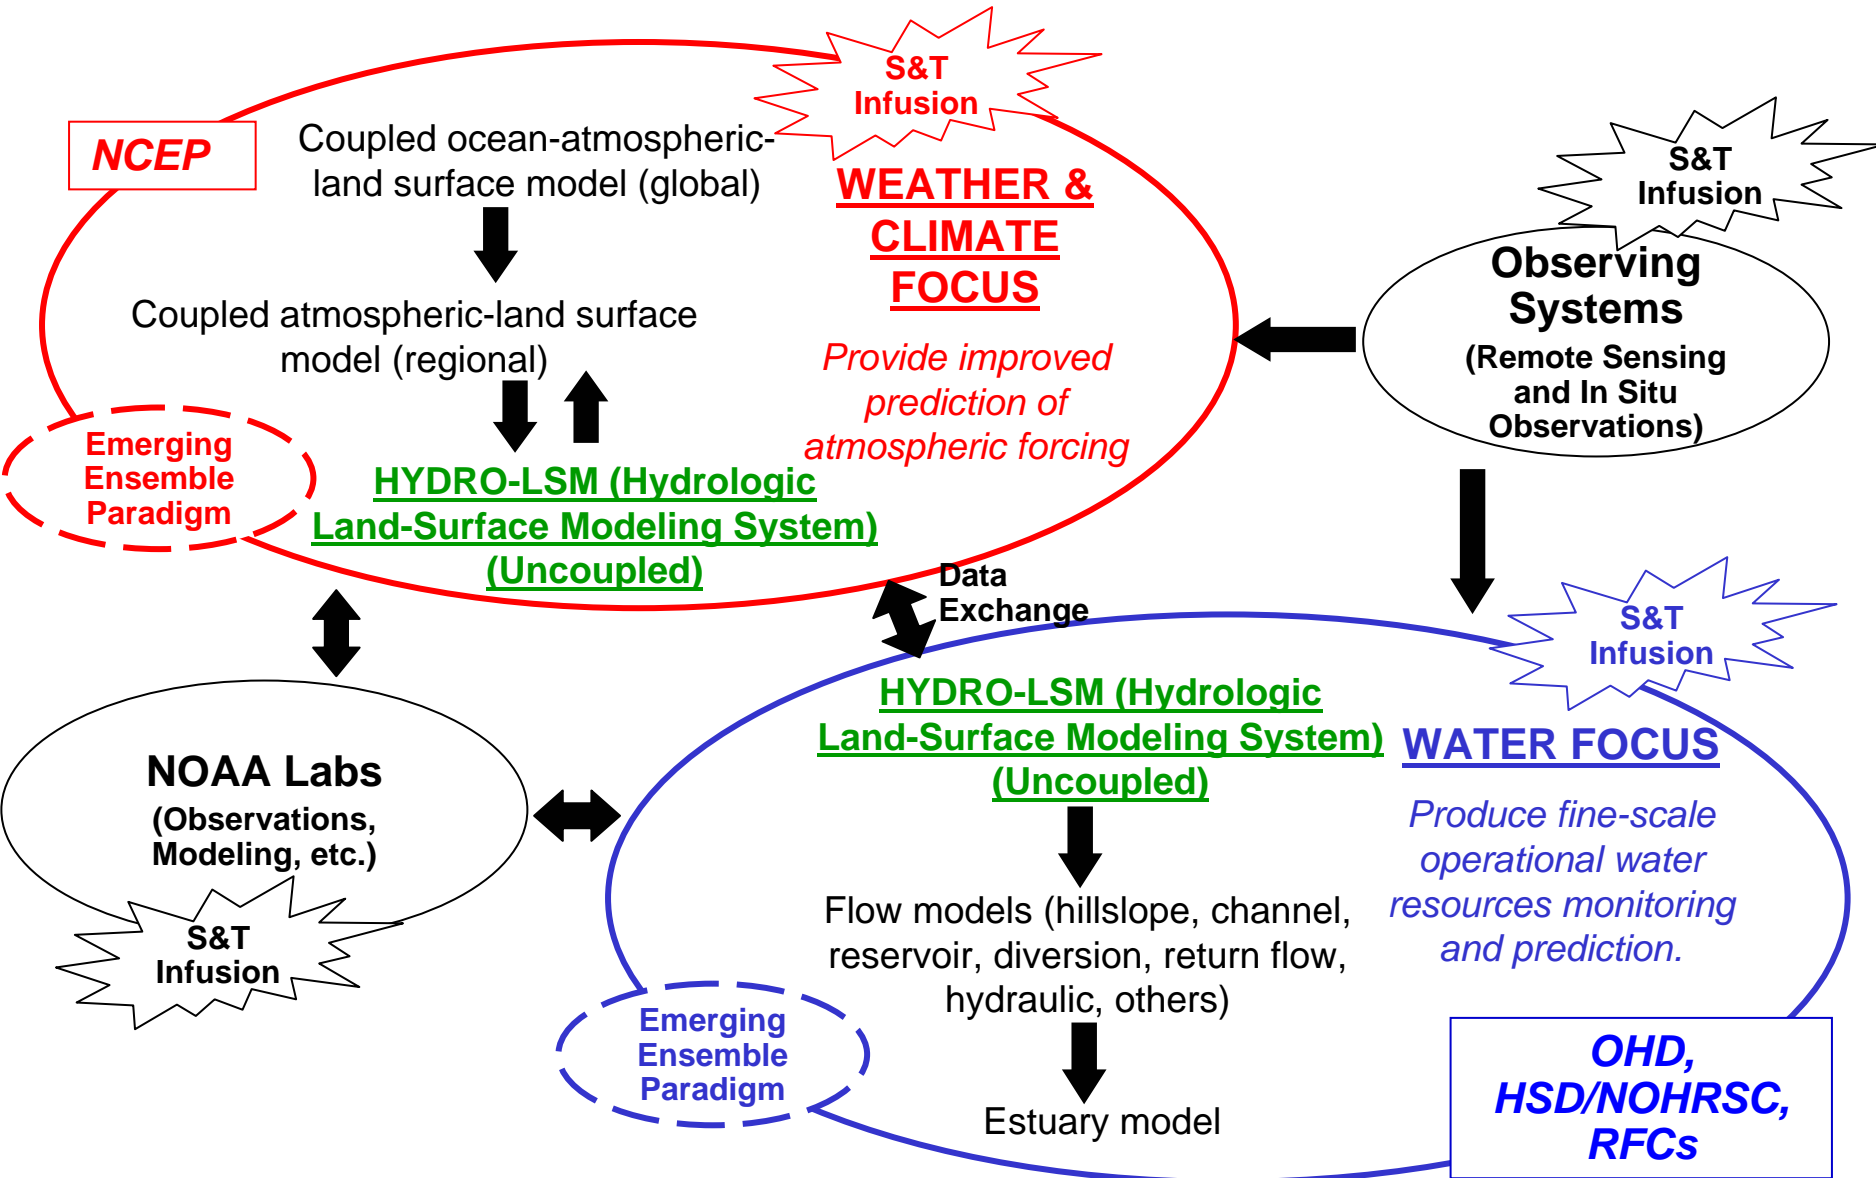 S&T
Infusion
NCEP
Coupled ocean-atmospheric-
land surface model (global)
WEATHER &
CLIMATE
FOCUS
Coupled atmospheric-land surface
model (regional)
Provide improved
prediction of
atmospheric forcing
Emerging
Ensemble
Paradigm
HYDRO-LSM (Hydrologic
Land-Surface Modeling System)
(Uncoupled)
S&T
Infusion
Observing
Systems
(Remote Sensing
and In Situ
Observations)
Data
Exchange
S&T
Infusion
HYDRO-LSM (Hydrologic
Land-Surface Modeling System)
(Uncoupled)
WATER FOCUS
Produce fine-scale
operational water
resources monitoring
and prediction.
NOAA Labs
(Observations,
Modeling, etc.)
S&T
Infusion
Flow models (hillslope, channel,
reservoir, diversion, return flow,
hydraulic, others)
Emerging
Ensemble
Paradigm
Estuary model
OHD,
HSD/NOHRSC,
RFCs